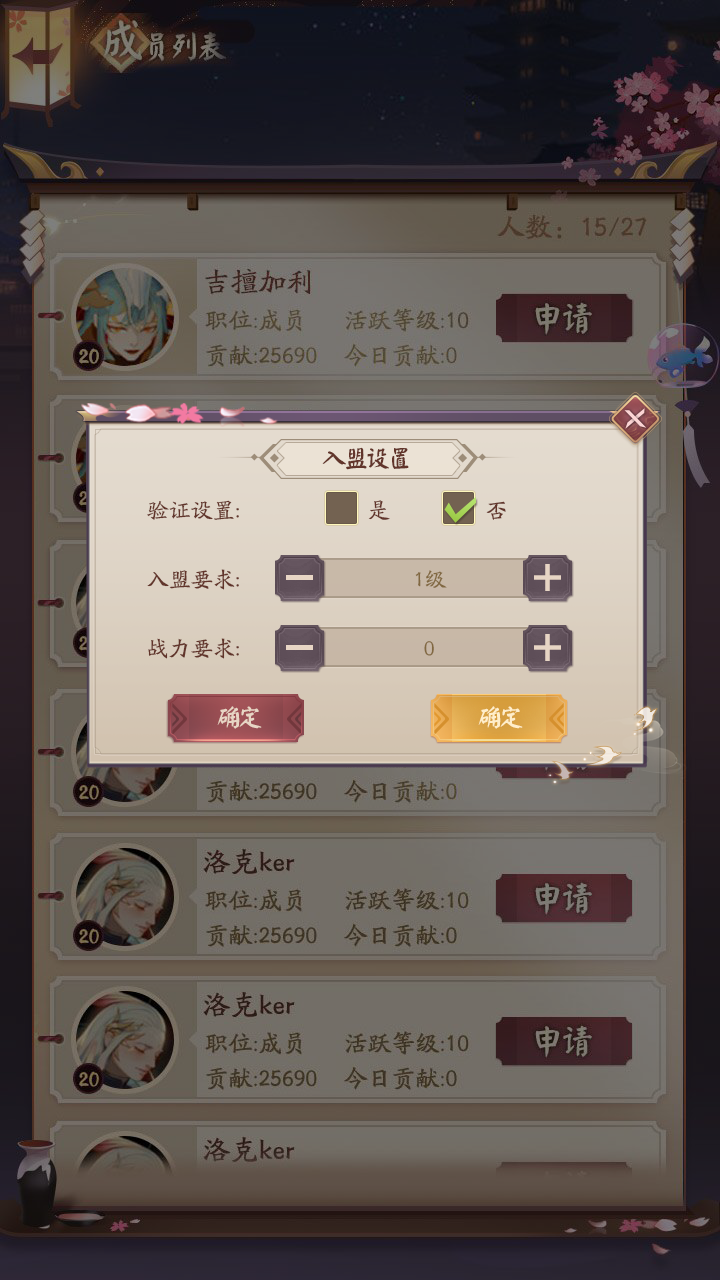 成员列表
人数：15/27
吉擅加利
职位:成员 活跃等级:10 申请
20 贡献:25690 今日贡献:0
入盟设置
验证设置: 是 否
入盟要求: 1级
战力要求: 0
确定 确定
20 贡献:25690 今日贡献:0
洛克ker
职位:成员 活跃等级:10 申请
20 贡献:25690 今日贡献:0
洛克ker
职位:成员 活跃等级:10 申请
20 贡献:25690 今日贡献:0
洛克ker